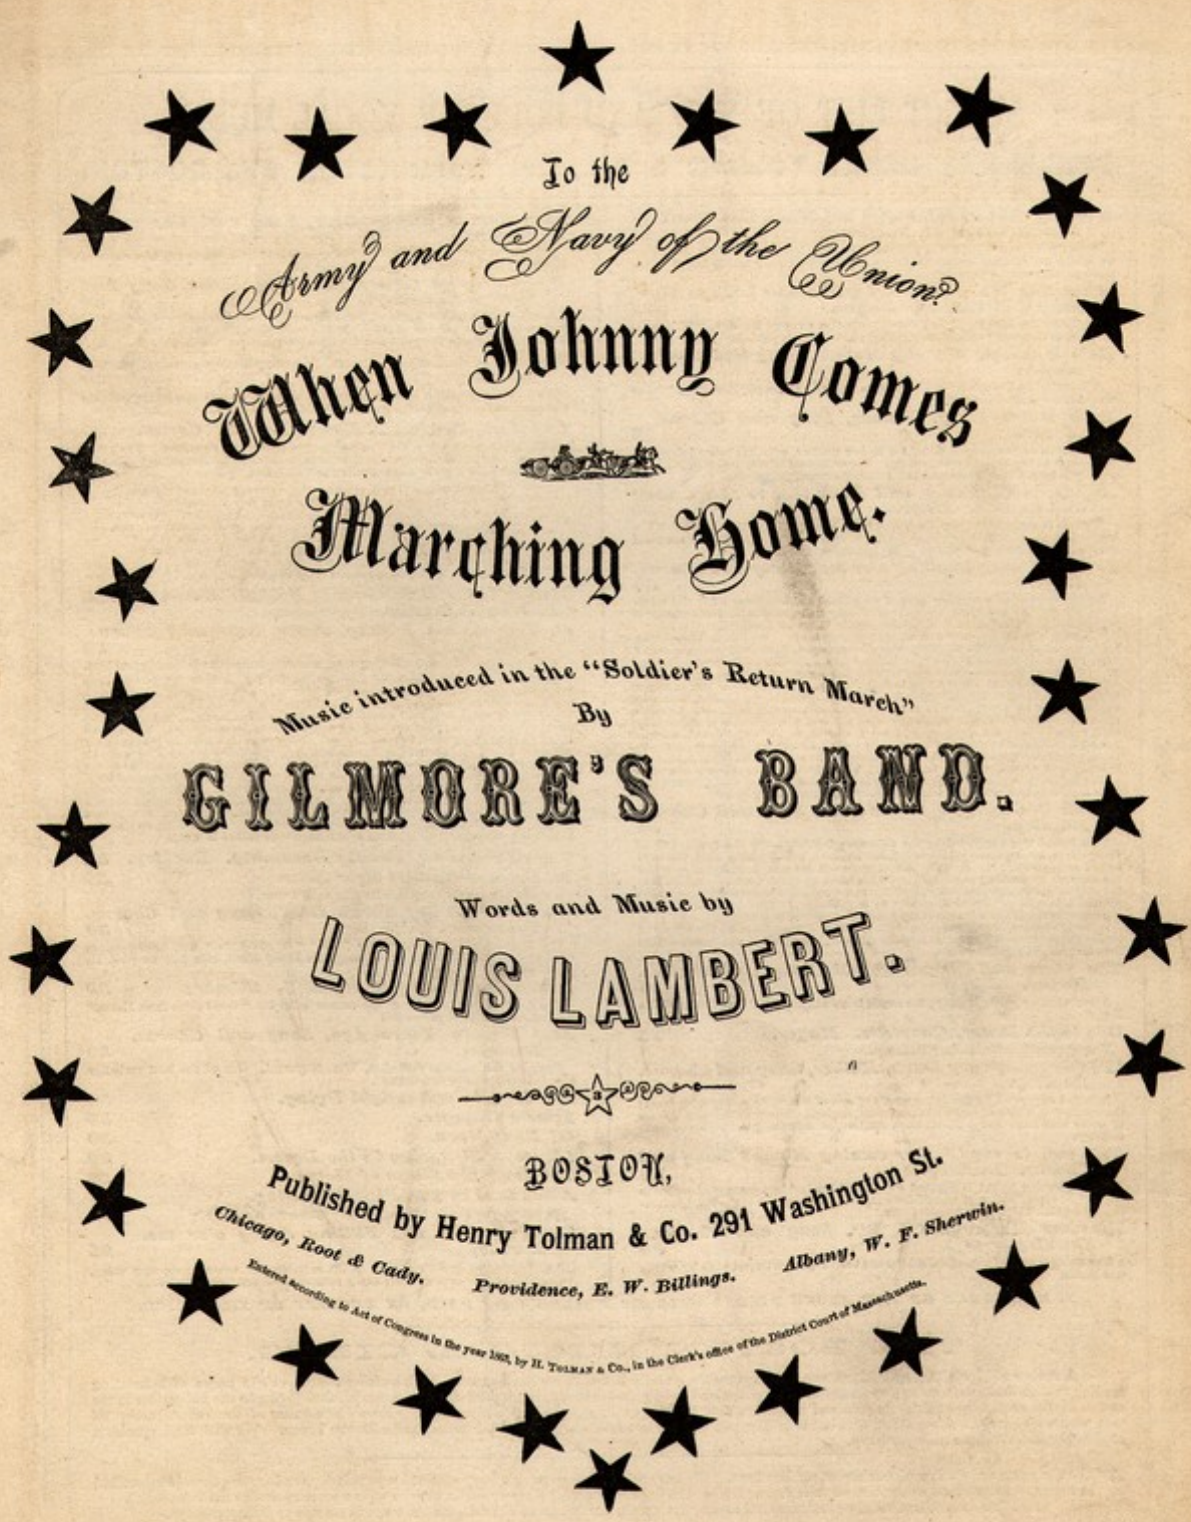 To the
Army and Navy of the Union.
When Johnny Comes
Marching Home.
Music introduced in the "Soldier's Return March"
By
GILMORE'S BAND.
Words and Music by
LOUIS LAMBERT.
3
BOSTON,
Published by Henry Tolman & Co. 291 Washington St.
Chicago, Root & Cady. Providence, E. W. Billings. Albany, W. F. Sherwin.
Entered according to Act of Congress in the year 1863, by H. TOLMAN & Co., in the Clerk's office of the District Court of Massachusetts.